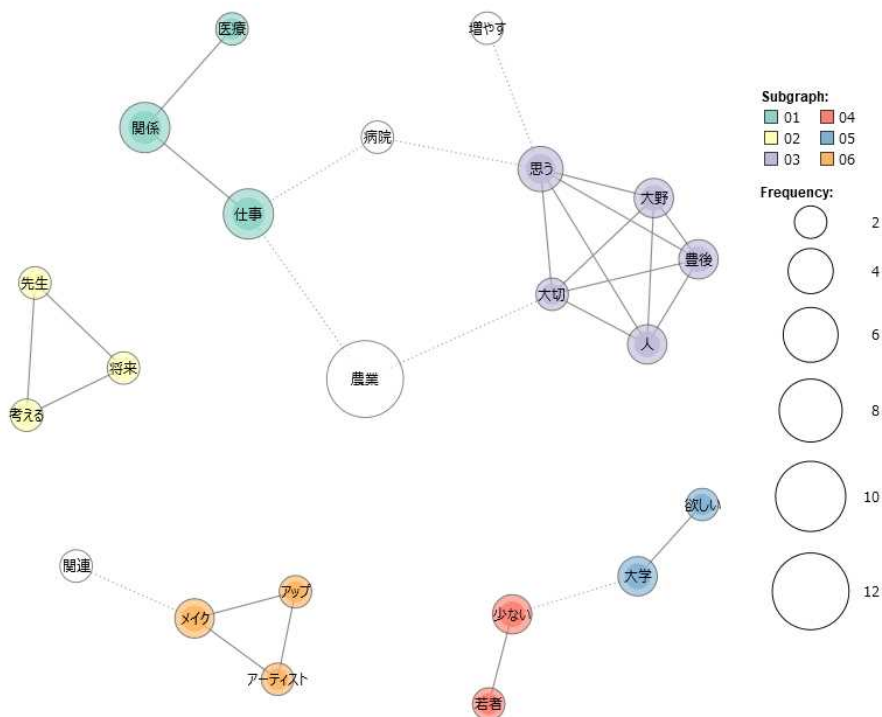 医療
増やす
関係
病院
思う
大野
仕事
豊後
先生
大切
人
将来
農業
考える
欲しい
関連
大学
アップ
メイク
少ない
アーティスト
若者
Subgraph:
01 04
02 05
03 06
Frequency:
2
4
6
8
10
12